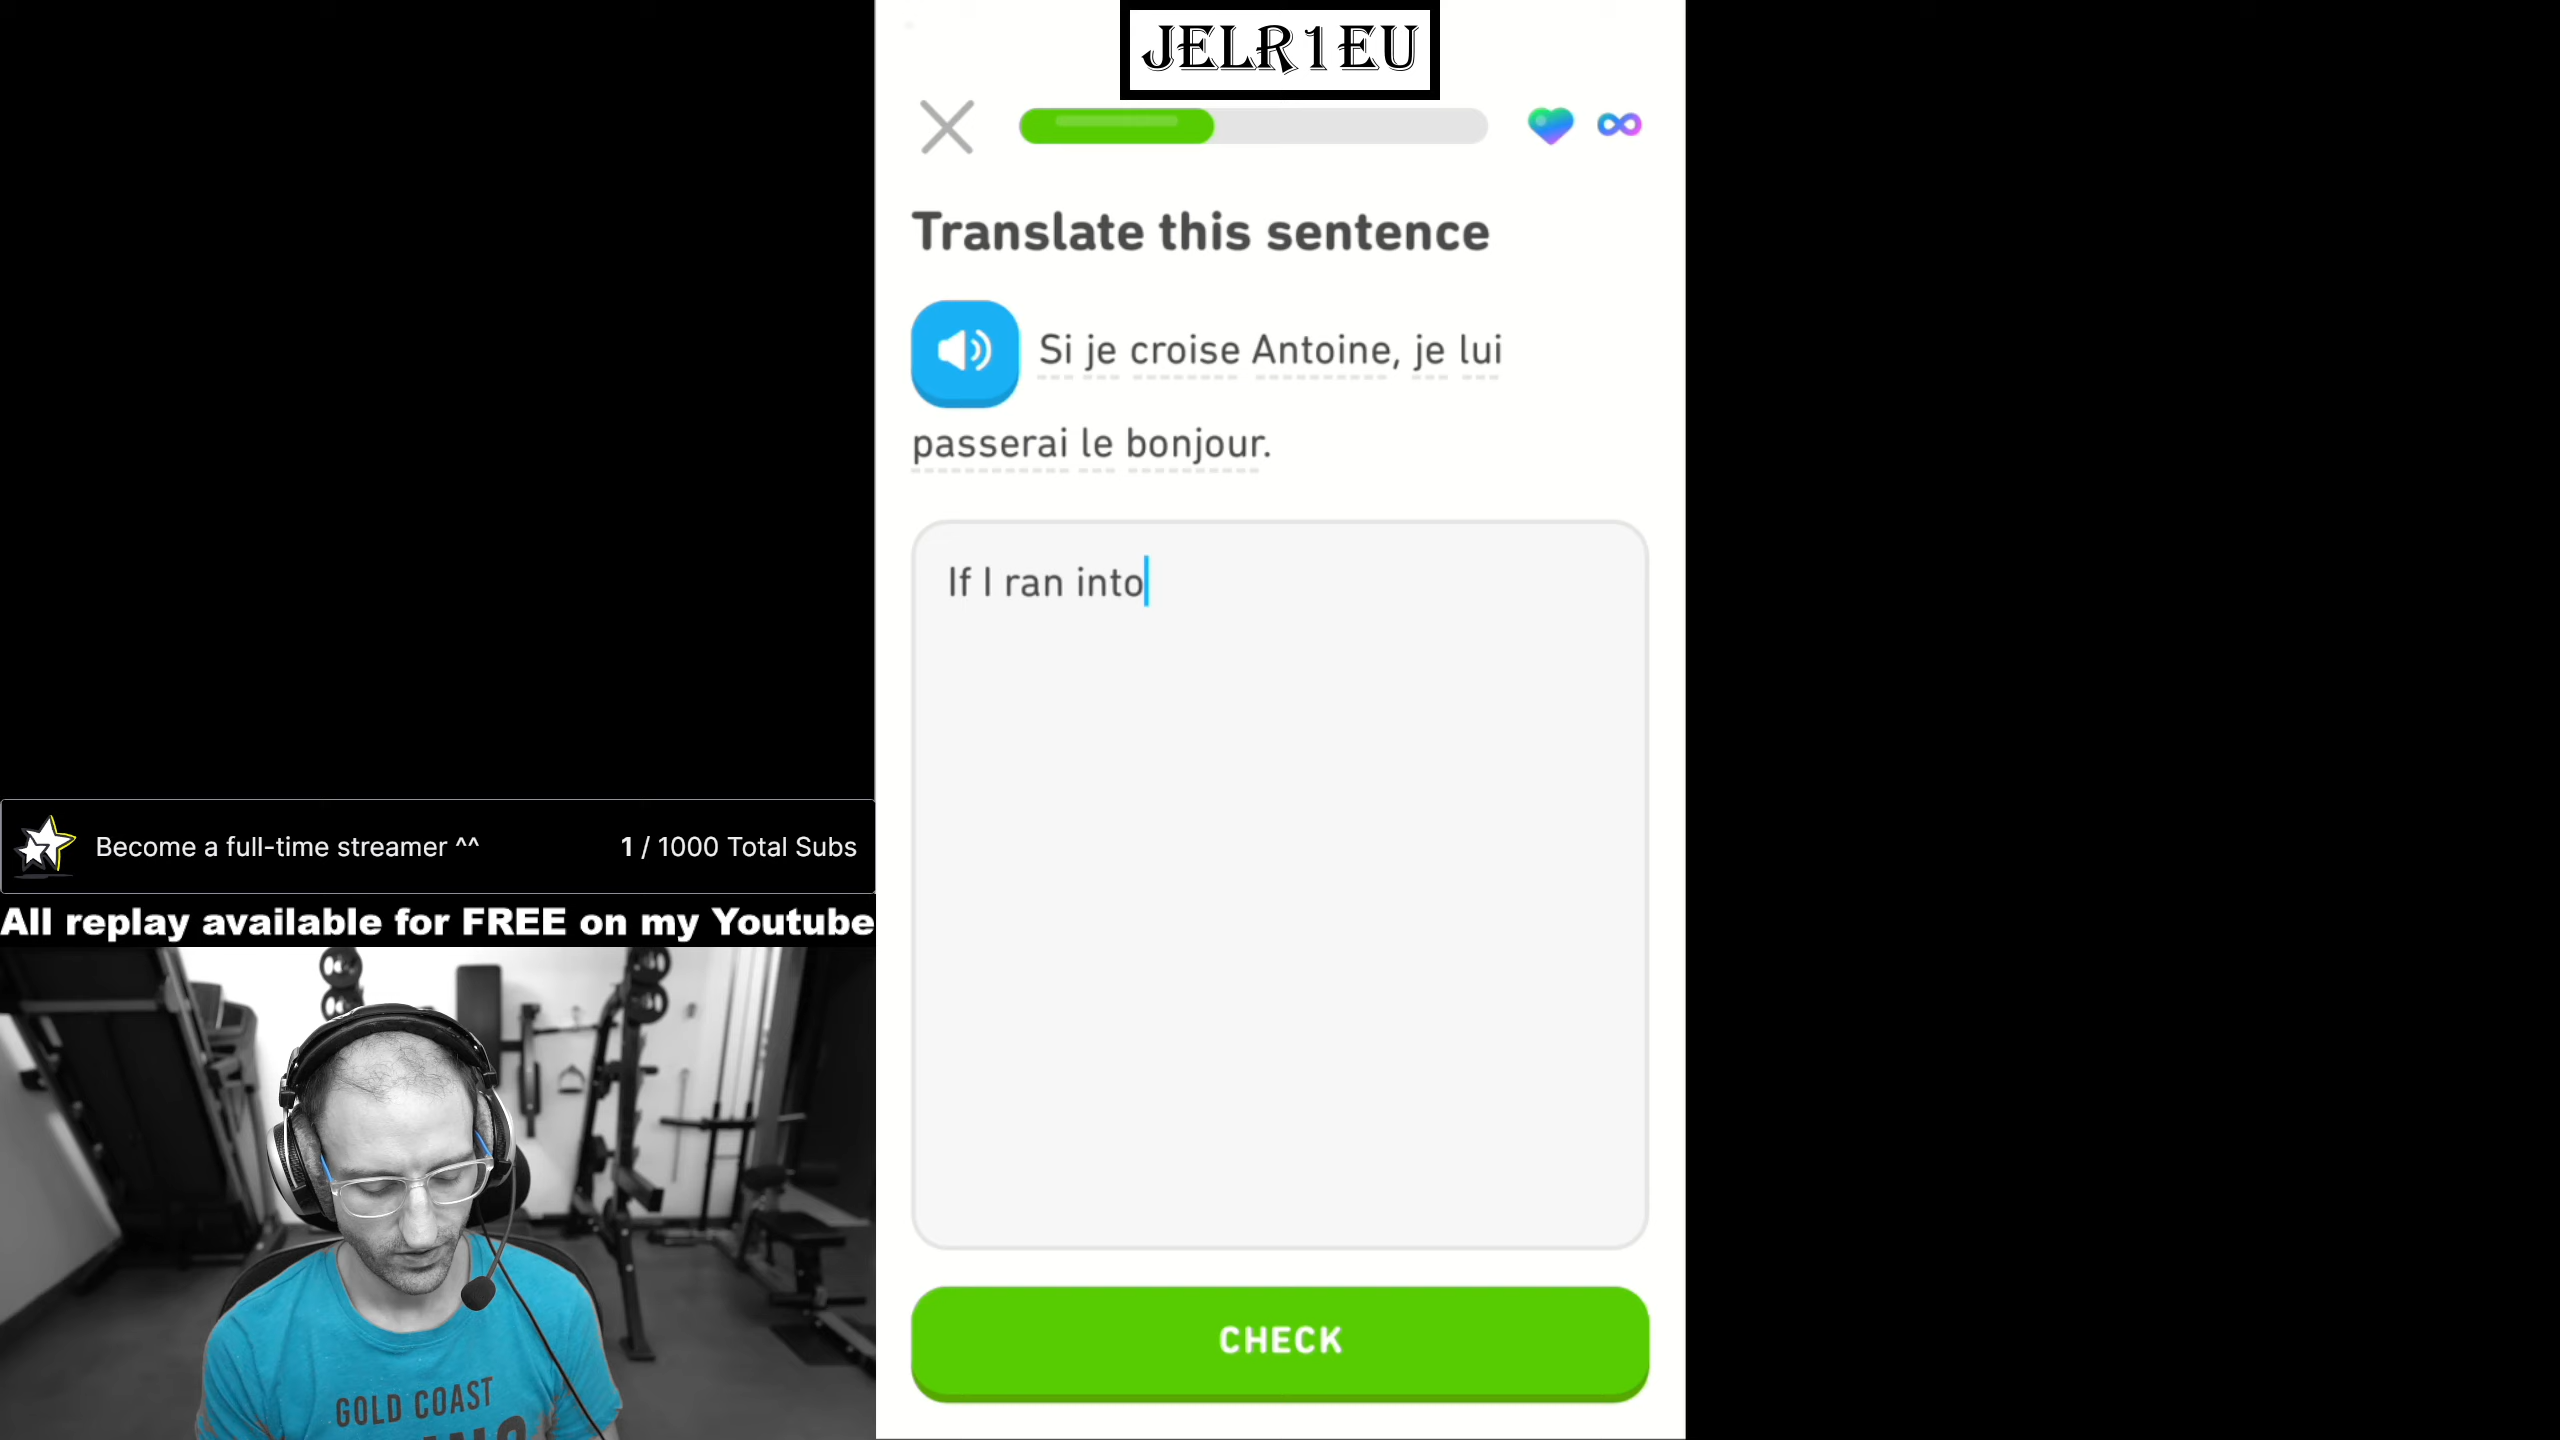 JELR1EU
Translate this sentence
Si je croise Antoine, je lui
passerai le bonjour.
If I ran into
CHECK
Become a full-time streamer ^^ 1 / 1000 Total Subs
All replay available for FREE on my Youtube
GOLD COAST